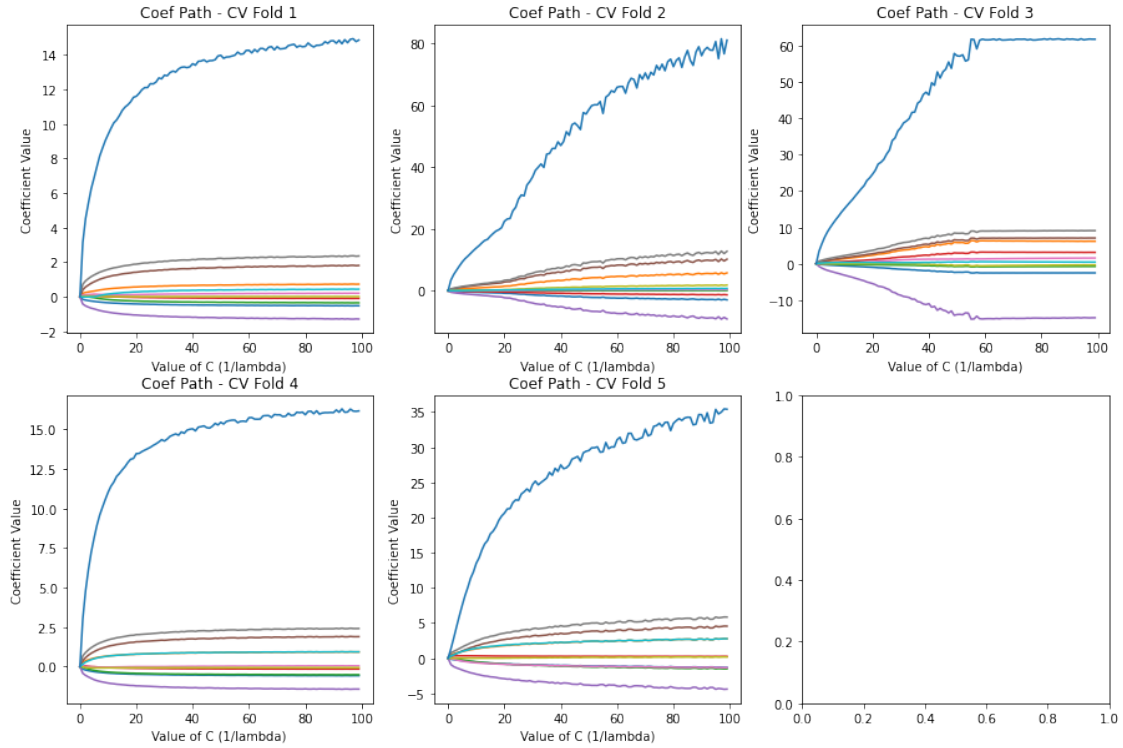 Coef Path - CV Fold 1
Coefficient Value
14
12
10
8
6
4
2
0
−2
0 20 40 60 80 100
Value of C (1/lambda)
Coef Path - CV Fold 2
Coefficient Value
80
60
40
20
0
0 20 40 60 80 100
Value of C (1/lambda)
Coef Path - CV Fold 3
Coefficient Value
60
50
40
30
20
10
0
−10
0 20 40 60 80 100
Value of C (1/lambda)
Coef Path - CV Fold 4
Coefficient Value
15.0
12.5
10.0
7.5
5.0
2.5
0.0
0 20 40 60 80 100
Value of C (1/lambda)
Coef Path - CV Fold 5
Coefficient Value
35
30
25
20
15
10
5
0
−5
0 20 40 60 80 100
Value of C (1/lambda)
1.0
0.8
0.6
0.4
0.2
0.0
0.0 0.2 0.4 0.6 0.8 1.0